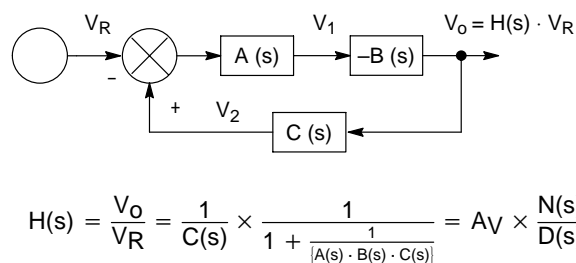 V_R V_1 V_o = H(s) · V_R
A (s) –B (s)
–
+ V_2 C (s)
H(s) = V_O/V_R = 1/C(s) × 1/(1 + 1/{A(s) · B(s) · C(s)}) = A_V × N(s/D(s